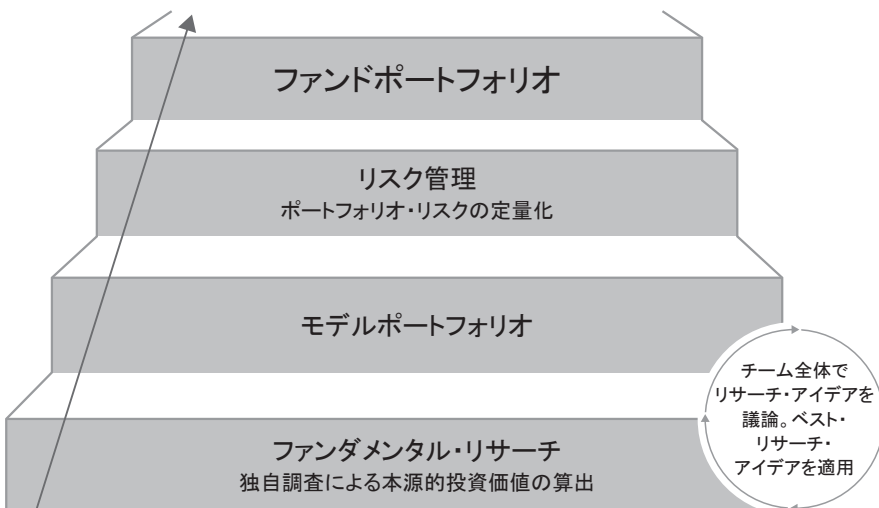 ファンドポートフォリオ
リスク管理
ポートフォリオ・リスクの定量化
モデルポートフォリオ
チーム全体で
リサーチ・アイデアを
議論。ベスト・
リサーチ・
アイデアを適用
ファンダメンタル・リサーチ
独自調査による本源的投資価値の算出